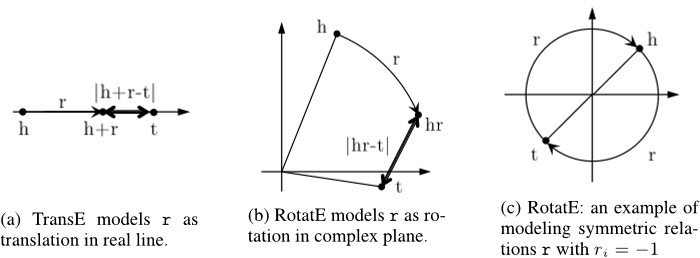 r
|h+r-t|
h
h+r
t
(a) TransE models r as
translation in real line.
h
r
hr
|hr-t|
t
(b) RotatE models r as ro-
tation in complex plane.
r
h
t
r
(c) RotatE: an example of
modeling symmetric rela-
tions r with rᵢ = −1